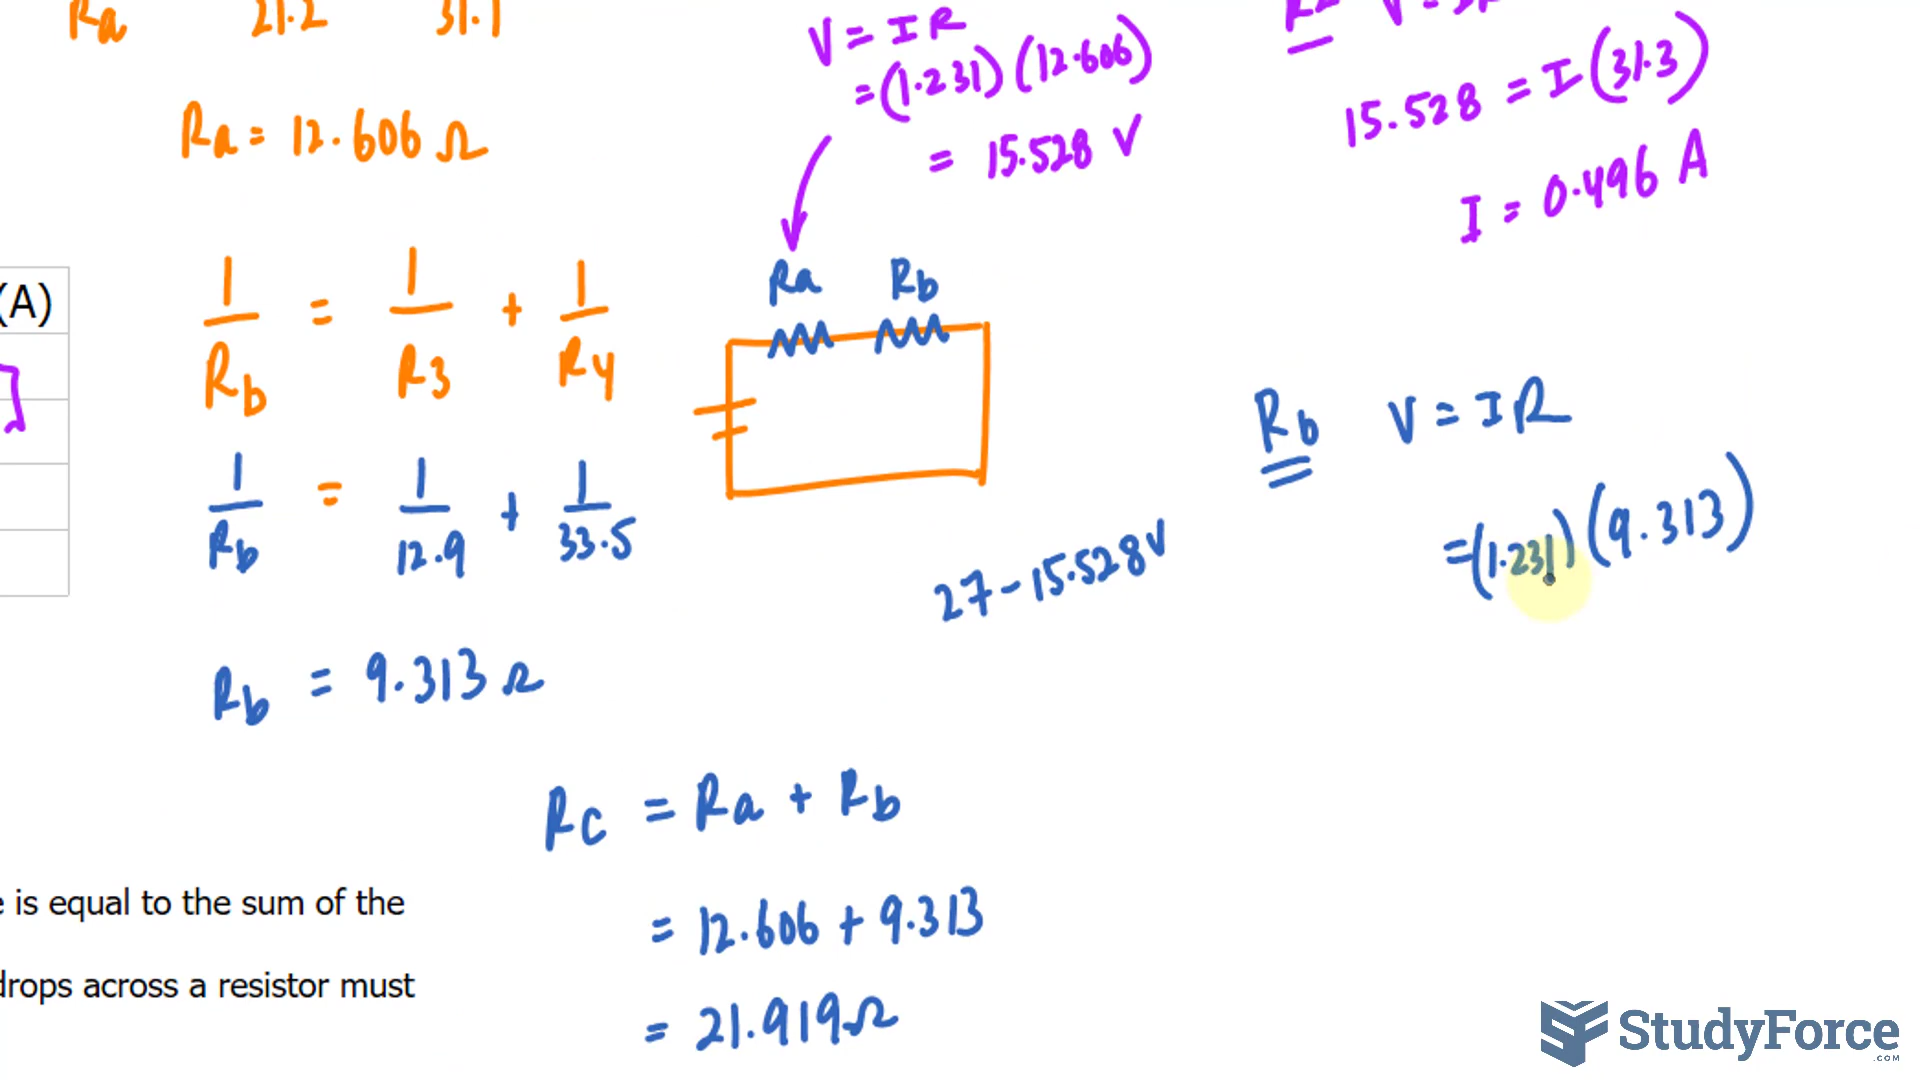 Ra 21.2 31.1
Ra = 12.606 Ω
V = IR
= (1.231) (12.606)
= 15.528 V
15.528 = I (31.3)
I = 0.496 A
(A)
1/Rb = 1/R3 + 1/R4
1/Rb = 1/12.9 + 1/33.5
Rb = 9.313 Ω
Ra Rb
27 - 15.528V
Rb V = IR
= (1.231) (9.313)
Rc = Ra + Rb
= 12.606 + 9.313
= 21.919 Ω
is equal to the sum of the
drops across a resistor must
StudyForce
.COM